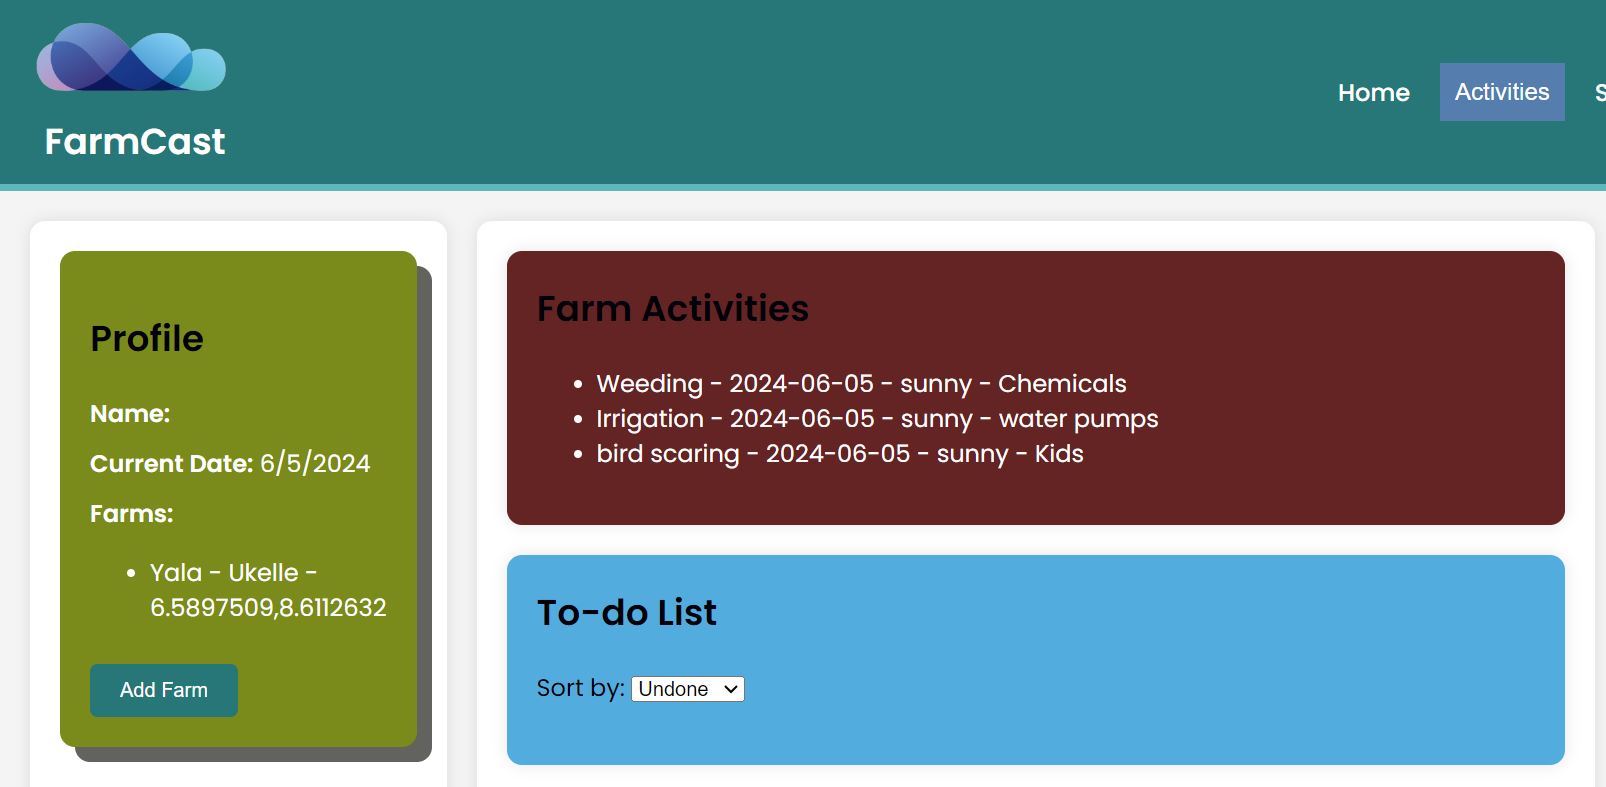 FarmCast
Home
Activities
S
Profile
Name:
Current Date: 6/5/2024
Farms:
• Yala - Ukelle -
6.5897509,8.6112632
Add Farm
Farm Activities
• Weeding - 2024-06-05 - sunny - Chemicals
• Irrigation - 2024-06-05 - sunny - water pumps
• bird scaring - 2024-06-05 - sunny - Kids
To-do List
Sort by: Undone